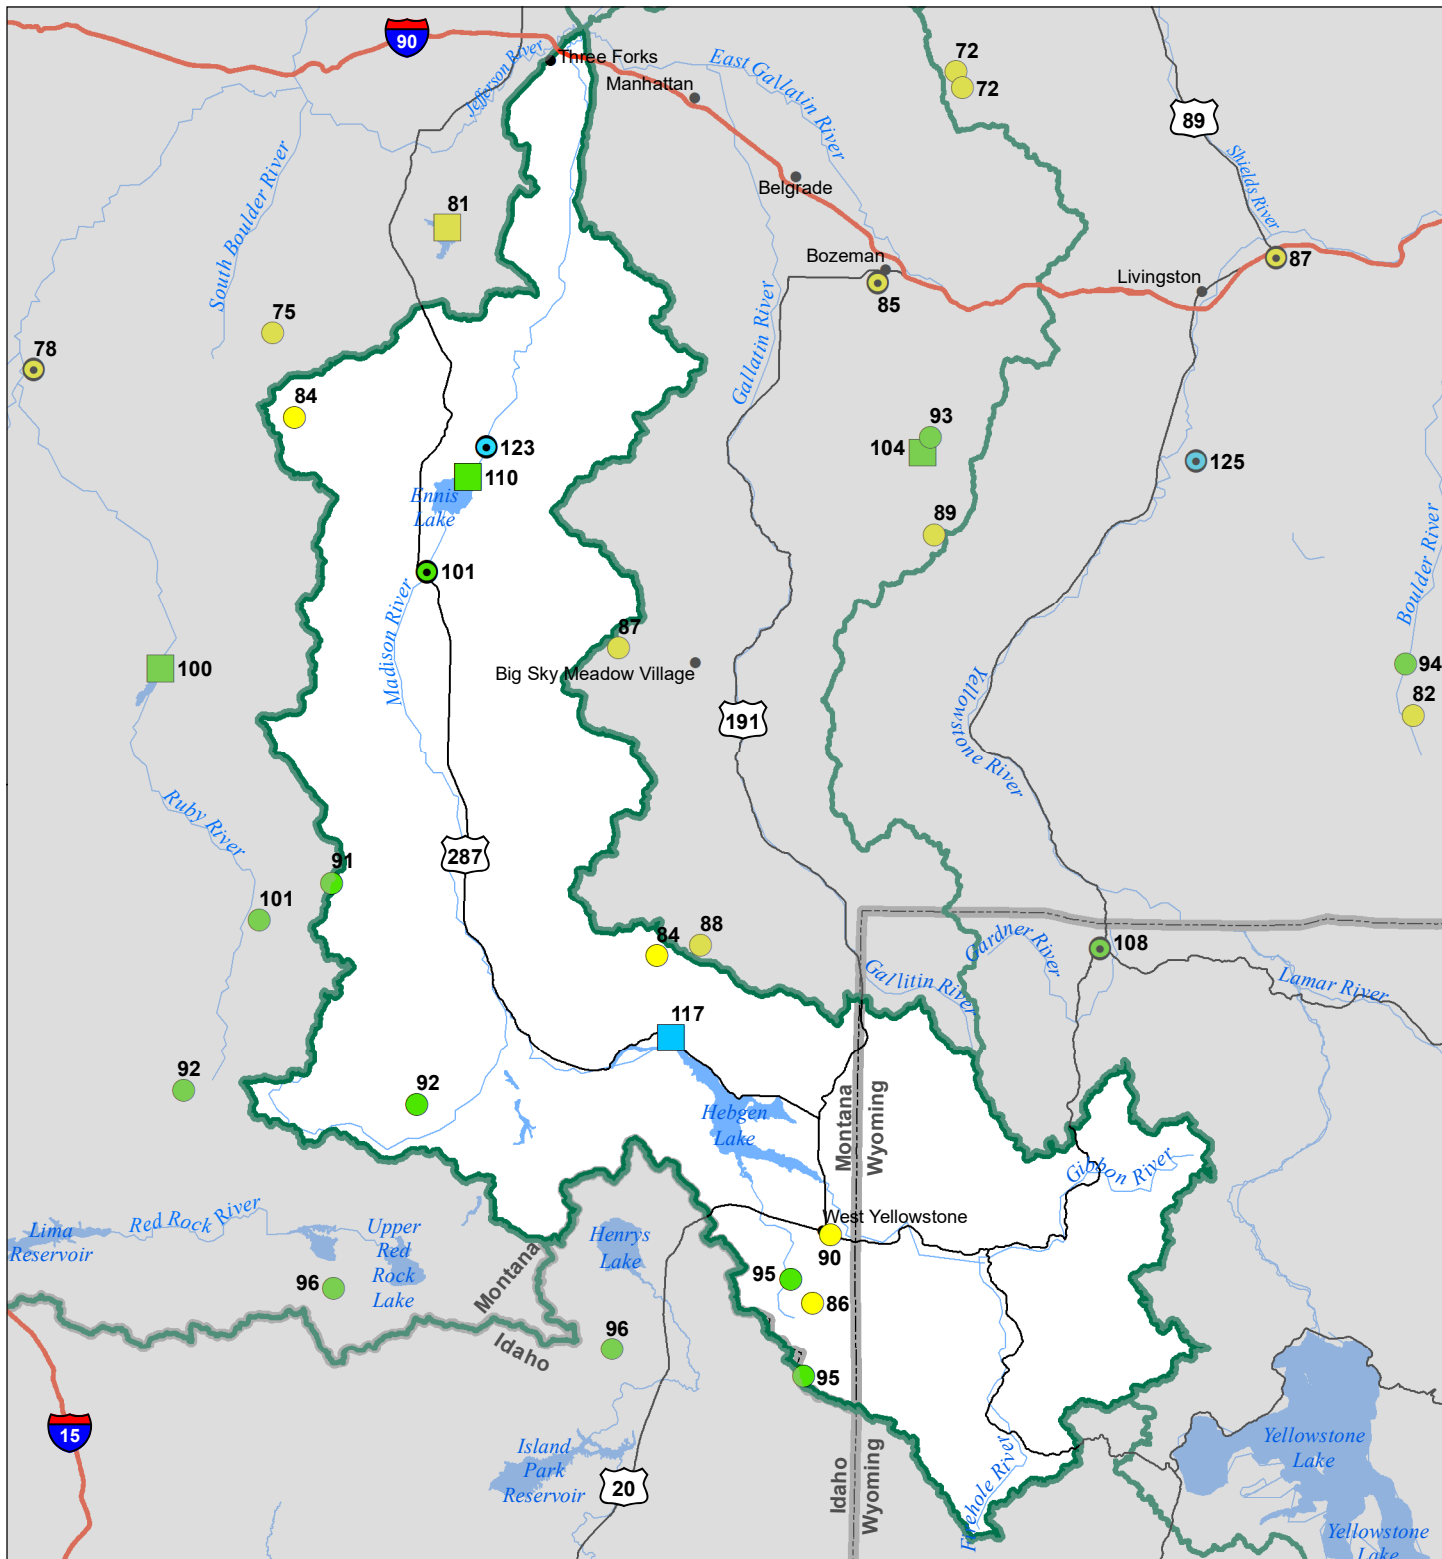 90
Jefferson River
Three Forks
Manhattan
East Gallatin River
72
72
89
Shields River
South Boulder River
81
Belgrade
Bozeman
85
Livingston
87
75
78
84
Gallatin River
123
110
Ennis
Lake
93
104
125
89
101
Madison River
Boulder River
87
Big Sky Meadow Village
100
94
82
191
Yellowstone River
Ruby River
287
91
101
84
88
Gardner River
108
Gallitin River
Lamar River
117
92
92
Hebgen
Lake
Montana
Wyoming
Gibbon River
Lima
Reservoir
Red Rock River
Upper
Red
Rock
Lake
Henrys
Lake
West Yellowstone
90
Montana
Idaho
96
95
86
96
95
15
Island
Park
Reservoir
20
Idaho
Wyoming
Firehole River
Yellowstone
Lake
Yellowstone
Lake